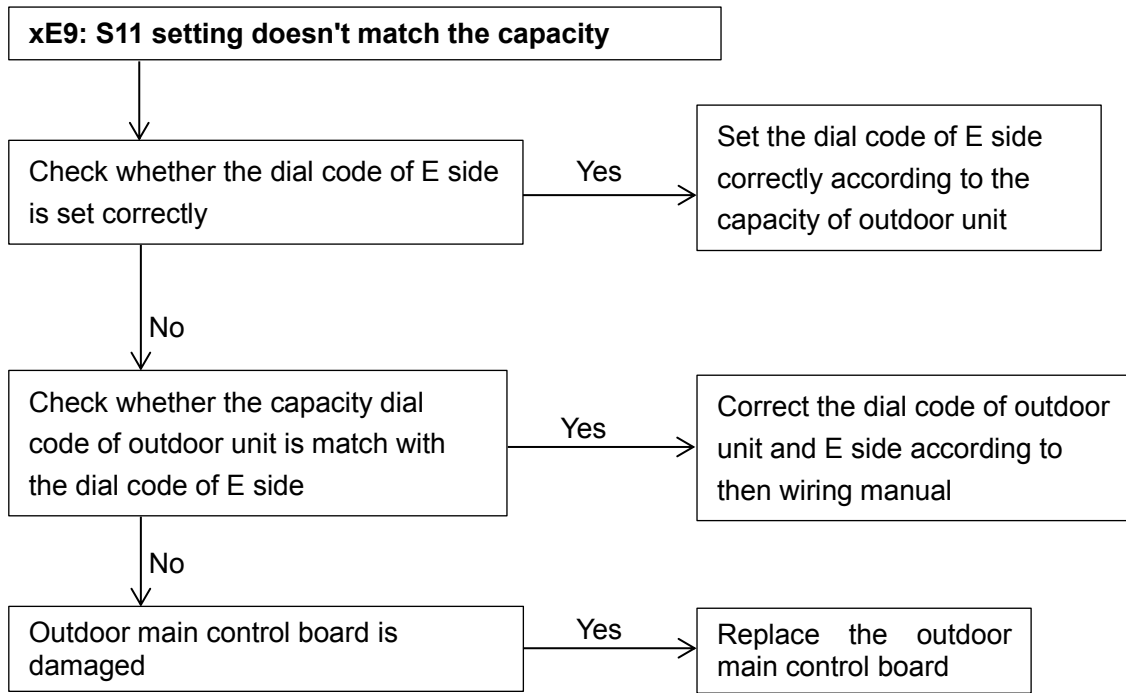 xE9: S11 setting doesn't match the capacity
Check whether the dial code of E side
is set correctly
Yes
Set the dial code of E side
correctly according to the
capacity of outdoor unit
No
Check whether the capacity dial
code of outdoor unit is match with
the dial code of E side
Yes
Correct the dial code of outdoor
unit and E side according to
then wiring manual
No
Outdoor main control board is
damaged
Yes
Replace the outdoor
main control board